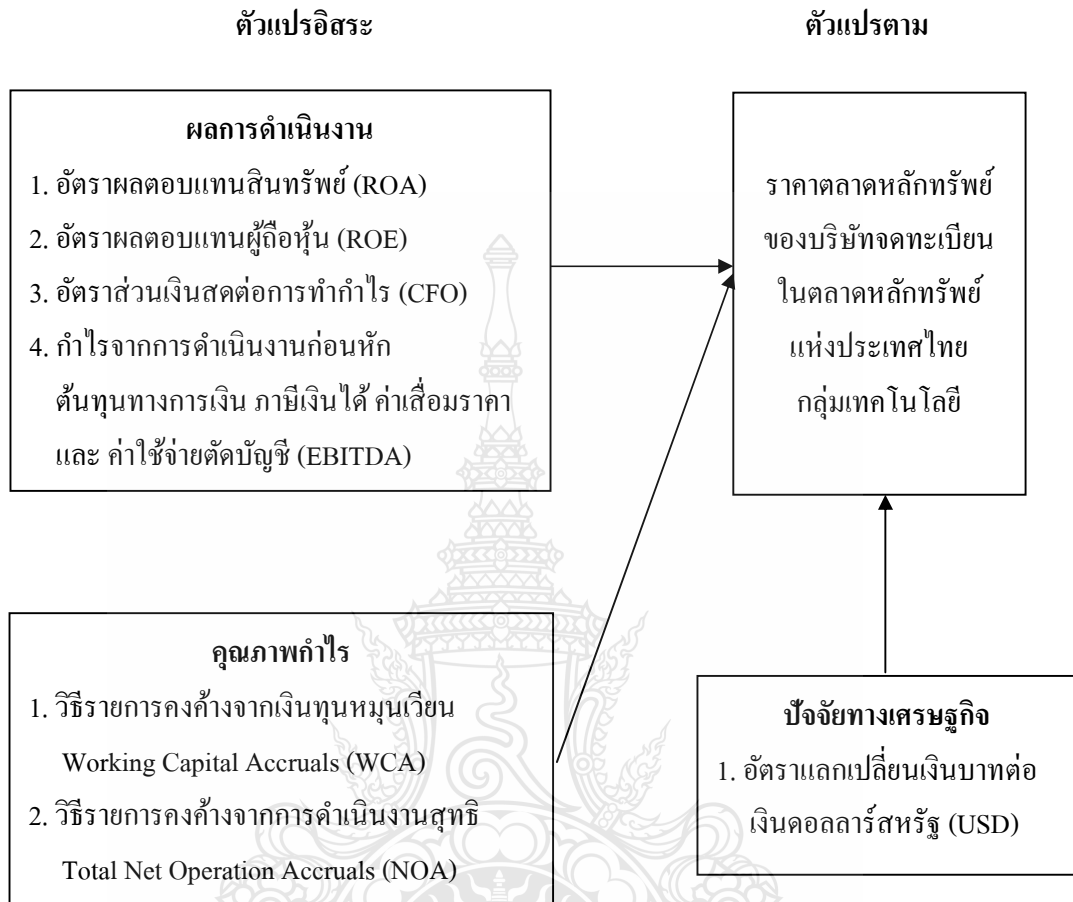 ตัวแปรอิสระ
ตัวแปรตาม
ผลการดำเนินงาน
1. อัตราผลตอบแทนสินทรัพย์ (ROA)
2. อัตราผลตอบแทนผู้ถือหุ้น (ROE)
3. อัตราส่วนเงินสดต่อการทำกำไร (CFO)
4. กำไรจากการดำเนินงานก่อนหัก
ต้นทุนทางการเงิน ภาษีเงินได้ ค่าเสื่อมราคา
และ ค่าใช้จ่ายตัดบัญชี (EBITDA)
ราคาตลาดหลักทรัพย์
ของบริษัทจดทะเบียน
ในตลาดหลักทรัพย์
แห่งประเทศไทย
กลุ่มเทคโนโลยี
คุณภาพกำไร
1. วิธีรายการคงค้างจากเงินทุนหมุนเวียน
Working Capital Accruals (WCA)
2. วิธีรายการคงค้างจากการดำเนินงานสุทธิ
Total Net Operation Accruals (NOA)
ปัจจัยทางเศรษฐกิจ
1. อัตราแลกเปลี่ยนเงินบาทต่อ
เงินดอลลาร์สหรัฐ (USD)